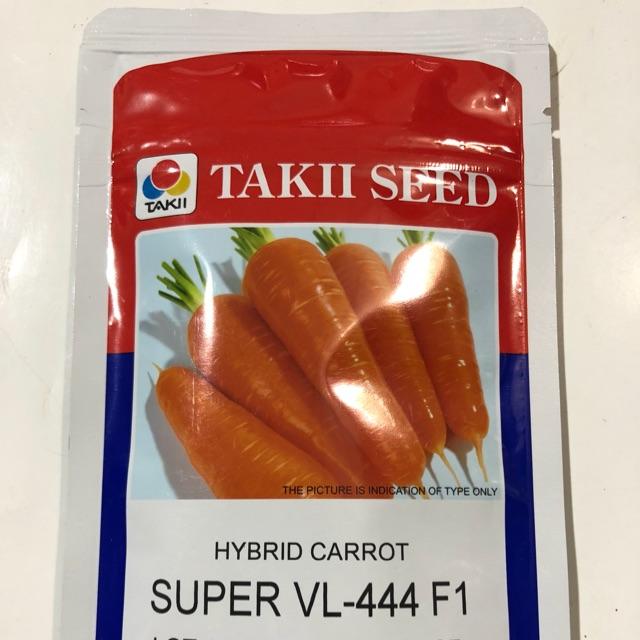 TAKII
TAKII SEED
THE PICTURE IS INDICATION OF TYPE ONLY
HYBRID CARROT
SUPER VL-444 F1